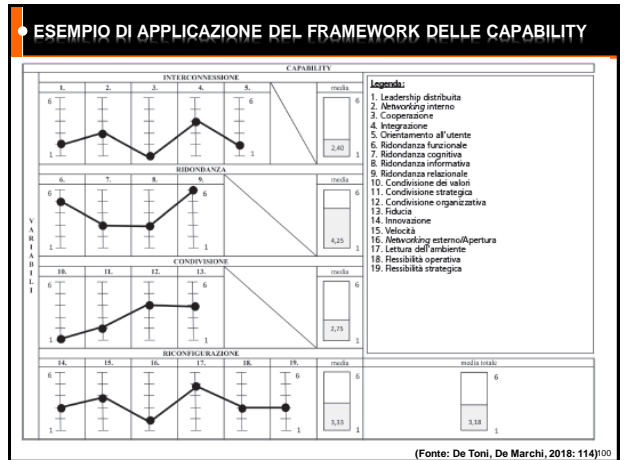 ESEMPIO DI APPLICAZIONE DEL FRAMEWORK DELLE CAPABILITY
CAPABILITY
VARIABILI
INTERCONNESSIONE
1. 2. 3. 4. 5. media
6 6 6
1 1 2,40 1
RIDONDANZA
6. 7. 8. 9. media
6 6 6
1 1 4,25 1
CONDIVISIONE
10. 11. 12. 13. media
6 6 6
1 1 2,75 1
RICONFIGURAZIONE
14. 15. 16. 17. 18. 19. media media totale
6 6 6 6
1 1 3,33 1 3,18 1
Legenda:
1. Leadership distribuita
2. Networking interno
3. Cooperazione
4. Integrazione
5. Orientamento all'utente
6. Ridondanza funzionale
7. Ridondanza cognitiva
8. Ridondanza informativa
9. Ridondanza relazionale
10. Condivisione dei valori
11. Condivisione strategica
12. Condivisione organizzativa
13. Fiducia
14. Innovazione
15. Velocità
16. Networking esterno/Apertura
17. Lettura dell'ambiente
18. Flessibilità operativa
19. Flessibilità strategica
(Fonte: De Toni, De Marchi, 2018: 114)
100